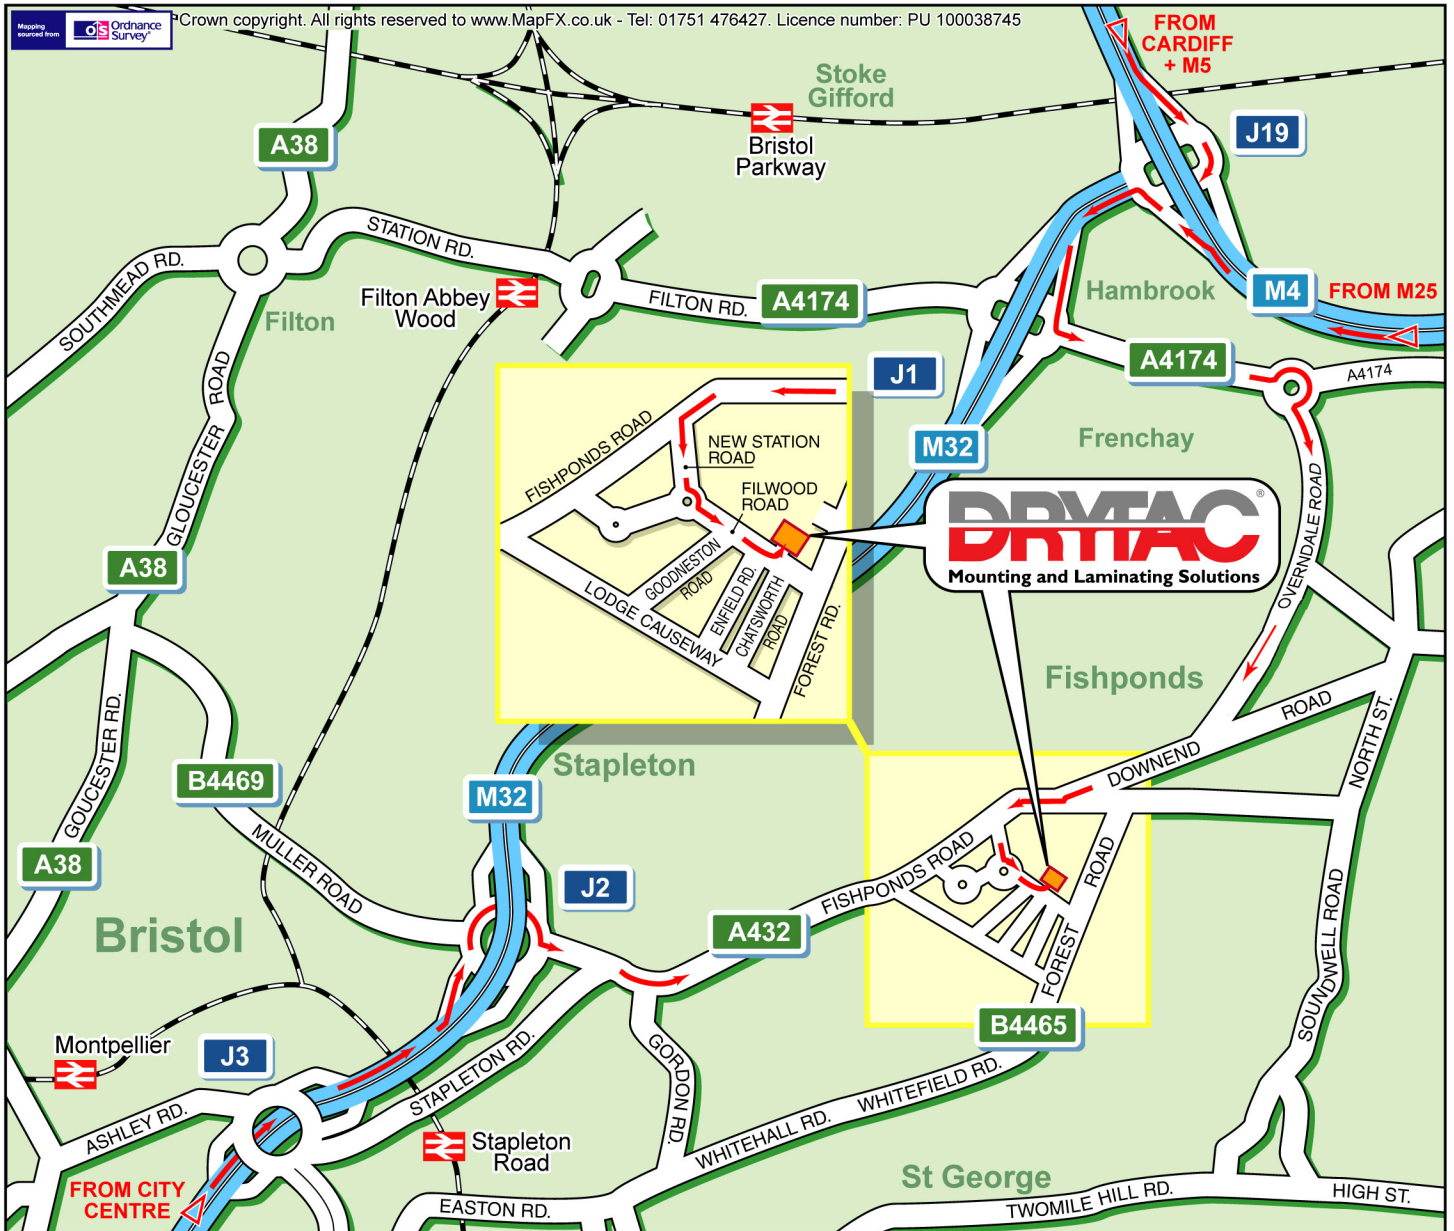 Mapping
sourced from
OS Ordnance
Survey®
©Crown copyright. All rights reserved to www.MapFX.co.uk - Tel: 01751 476427. Licence number: PU 100038745
FROM
CARDIFF
+ M5
Stoke
Gifford
A38
J19
Bristol
Parkway
STATION RD.
SOUTHMEAD RD.
Filton Abbey
Wood
FILTON RD.
A4174
Hambrook
M4
FROM M25
Filton
A4174
A4174
J1
GLOUCESTER ROAD
FISHPONDS ROAD
NEW STATION
ROAD
FILWOOD
ROAD
GOODNESTON
ROAD
ENFIELD RD.
CHATSWORTH
ROAD
LODGE CAUSEWAY
FOREST RD.
M32
Frenchay
DRYTAC®
Mounting and Laminating Solutions
OVERNDALE ROAD
A38
Fishponds
GOUCESTER RD.
B4469
M32
Stapleton
DOWNEND ROAD
NORTH ST.
MULLER ROAD
A38
J2
FISHPONDS ROAD
FOREST ROAD
SOUNDWELL ROAD
Bristol
A432
B4465
Montpellier
J3
STAPLETON RD.
GORDON RD.
WHITEHALL RD.
WHITEFIELD RD.
ASHLEY RD.
Stapleton
Road
FROM CITY
CENTRE
EASTON RD.
St George
TWOMILE HILL RD.
HIGH ST.